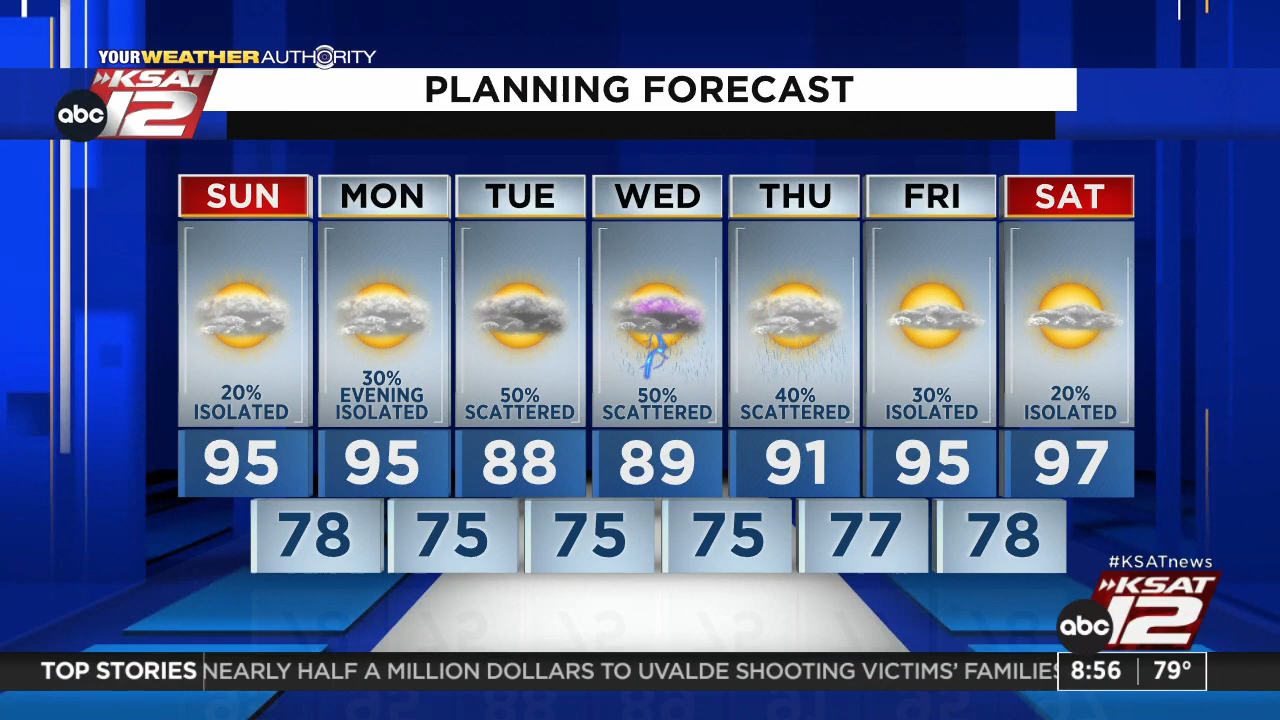 YOURWEATHERAUTHORITY
KSAT
abc 12
PLANNING FORECAST
SUN MON TUE WED THU FRI SAT
20% ISOLATED
30% EVENING ISOLATED
50% SCATTERED
50% SCATTERED
40% SCATTERED
30% ISOLATED
20% ISOLATED
95 95 88 89 91 95 97
78 75 75 75 77 78
#KSATnews
KSAT
abc 12
TOP STORIES NEARLY HALF A MILLION DOLLARS TO UVALDE SHOOTING VICTIMS' FAMILIES
8:56 79°